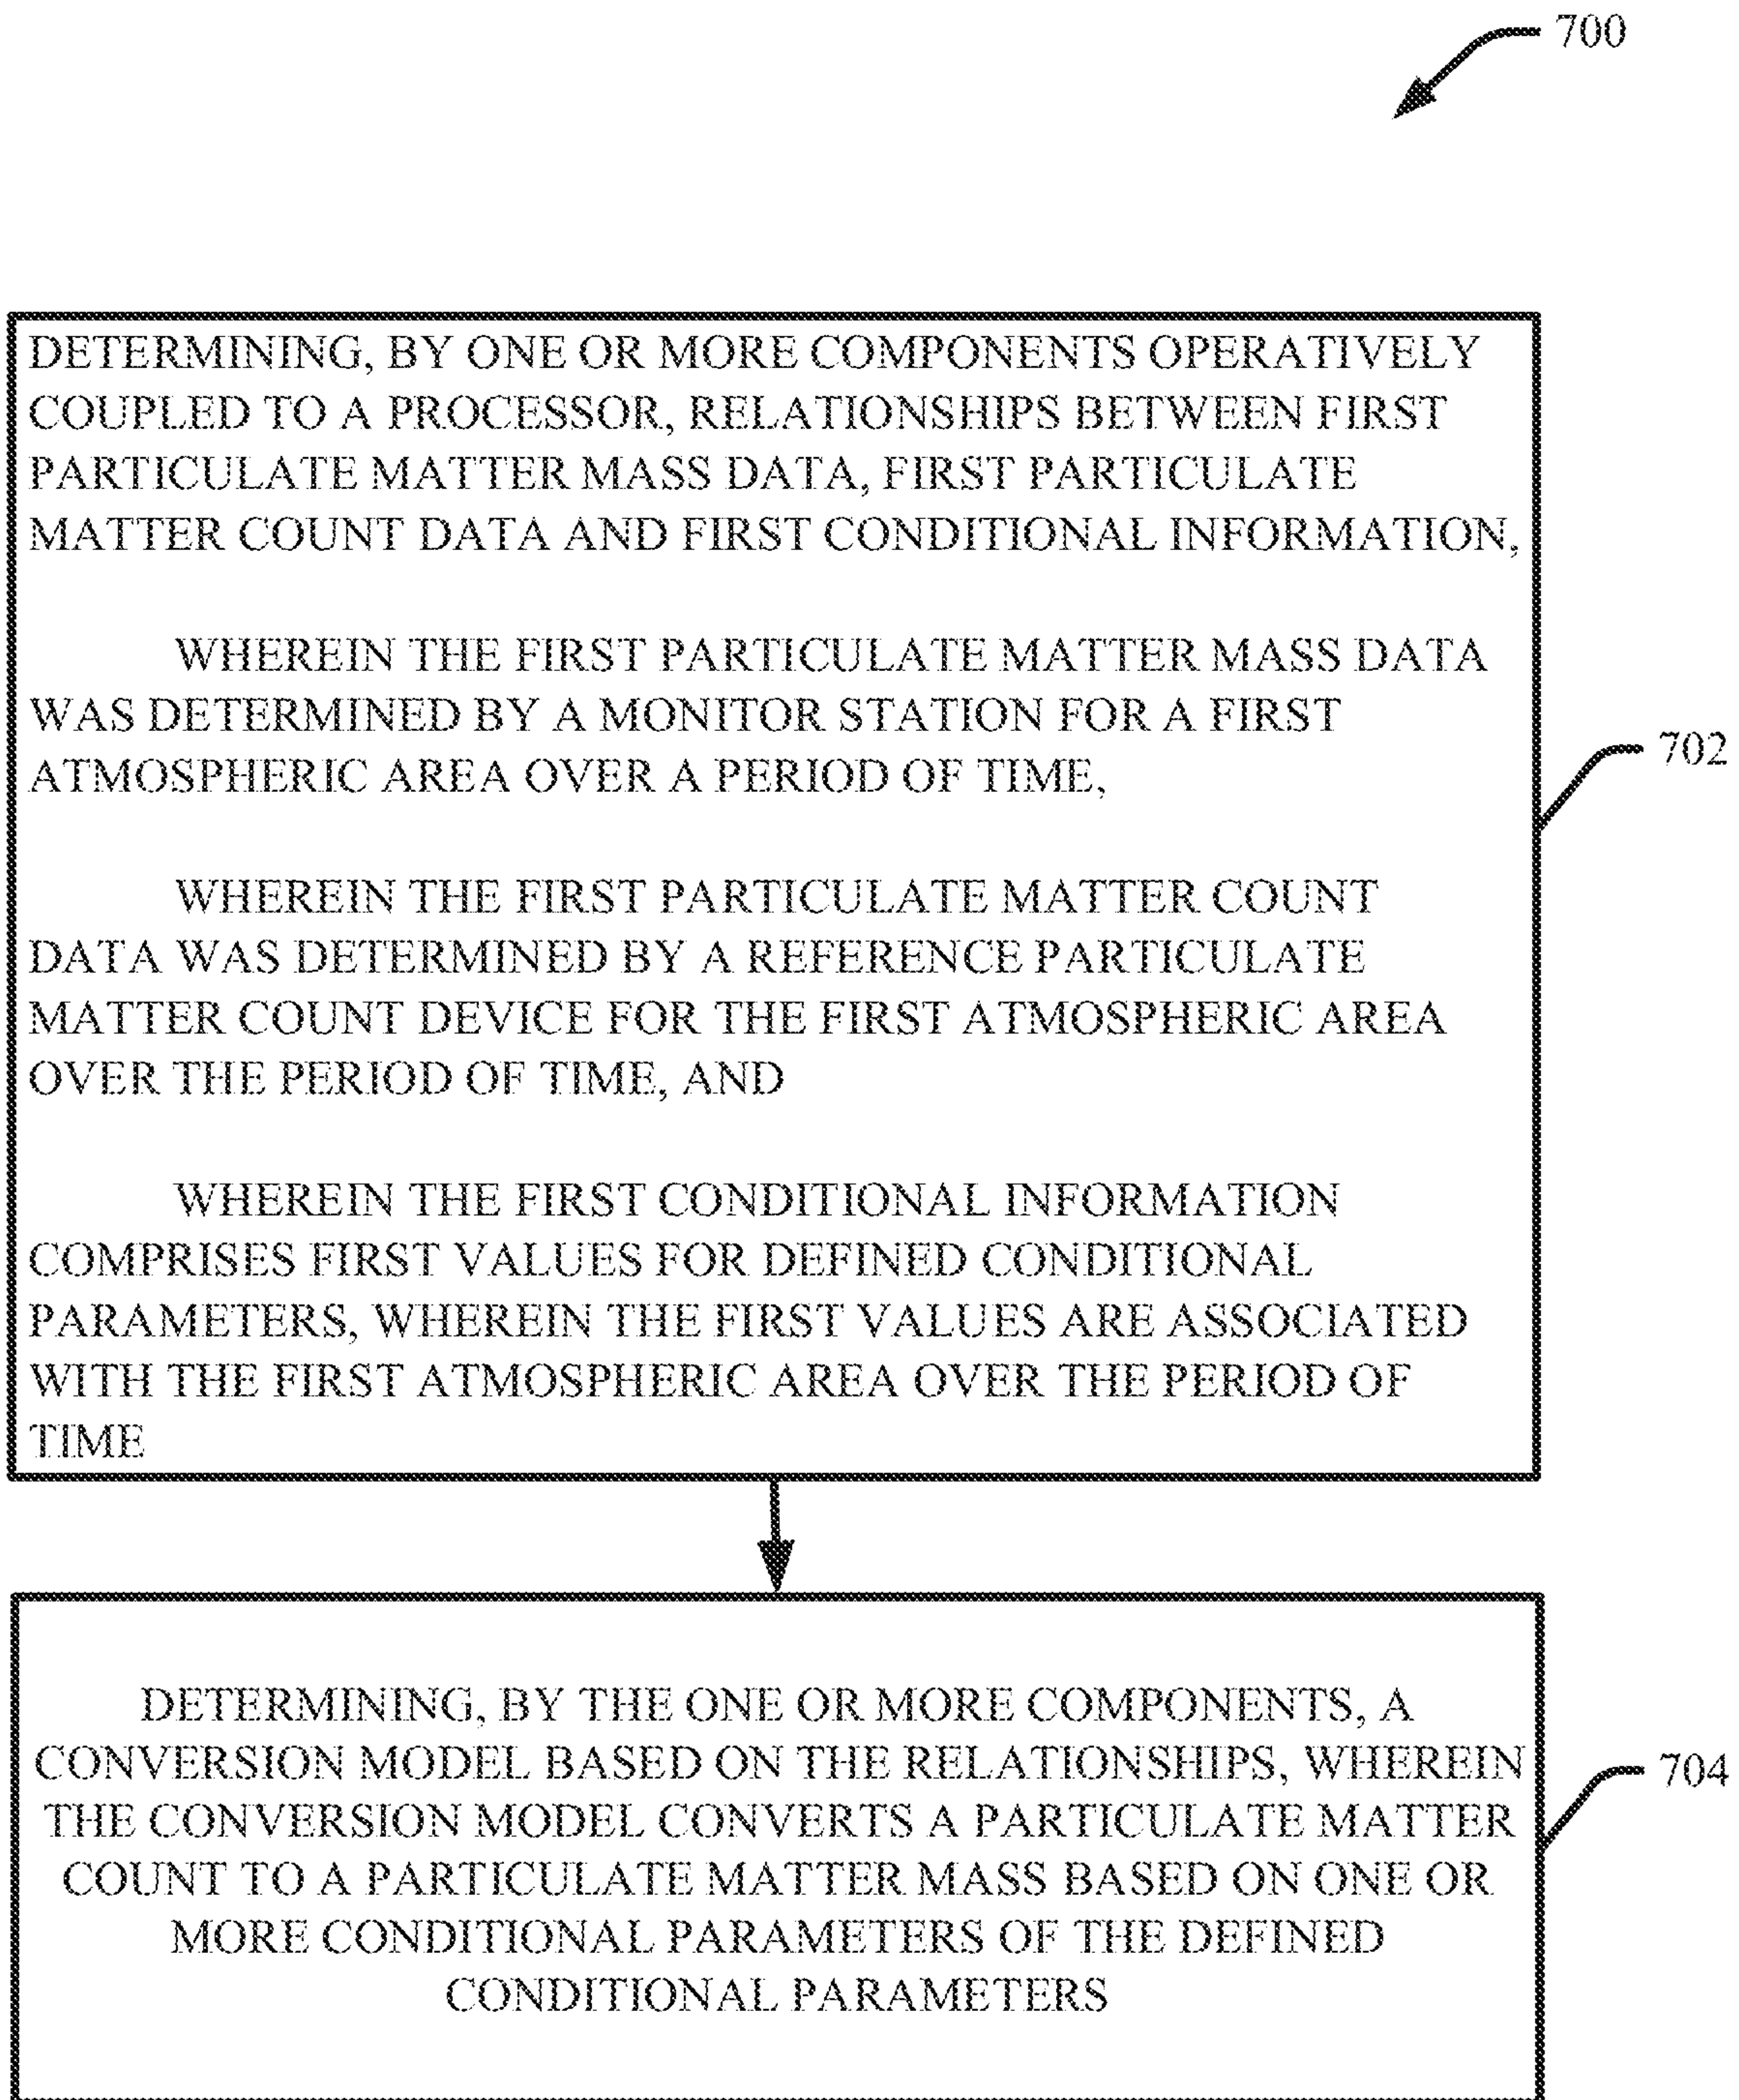 700
DETERMINING, BY ONE OR MORE COMPONENTS OPERATIVELY
COUPLED TO A PROCESSOR, RELATIONSHIPS BETWEEN FIRST
PARTICULATE MATTER MASS DATA, FIRST PARTICULATE
MATTER COUNT DATA AND FIRST CONDITIONAL INFORMATION,
WHEREIN THE FIRST PARTICULATE MATTER MASS DATA
WAS DETERMINED BY A MONITOR STATION FOR A FIRST
ATMOSPHERIC AREA OVER A PERIOD OF TIME,
WHEREIN THE FIRST PARTICULATE MATTER COUNT
DATA WAS DETERMINED BY A REFERENCE PARTICULATE
MATTER COUNT DEVICE FOR THE FIRST ATMOSPHERIC AREA
OVER THE PERIOD OF TIME, AND
WHEREIN THE FIRST CONDITIONAL INFORMATION
COMPRISES FIRST VALUES FOR DEFINED CONDITIONAL
PARAMETERS, WHEREIN THE FIRST VALUES ARE ASSOCIATED
WITH THE FIRST ATMOSPHERIC AREA OVER THE PERIOD OF
TIME
702
DETERMINING, BY THE ONE OR MORE COMPONENTS, A
CONVERSION MODEL BASED ON THE RELATIONSHIPS, WHEREIN
THE CONVERSION MODEL CONVERTS A PARTICULATE MATTER
COUNT TO A PARTICULATE MATTER MASS BASED ON ONE OR
MORE CONDITIONAL PARAMETERS OF THE DEFINED
CONDITIONAL PARAMETERS
704